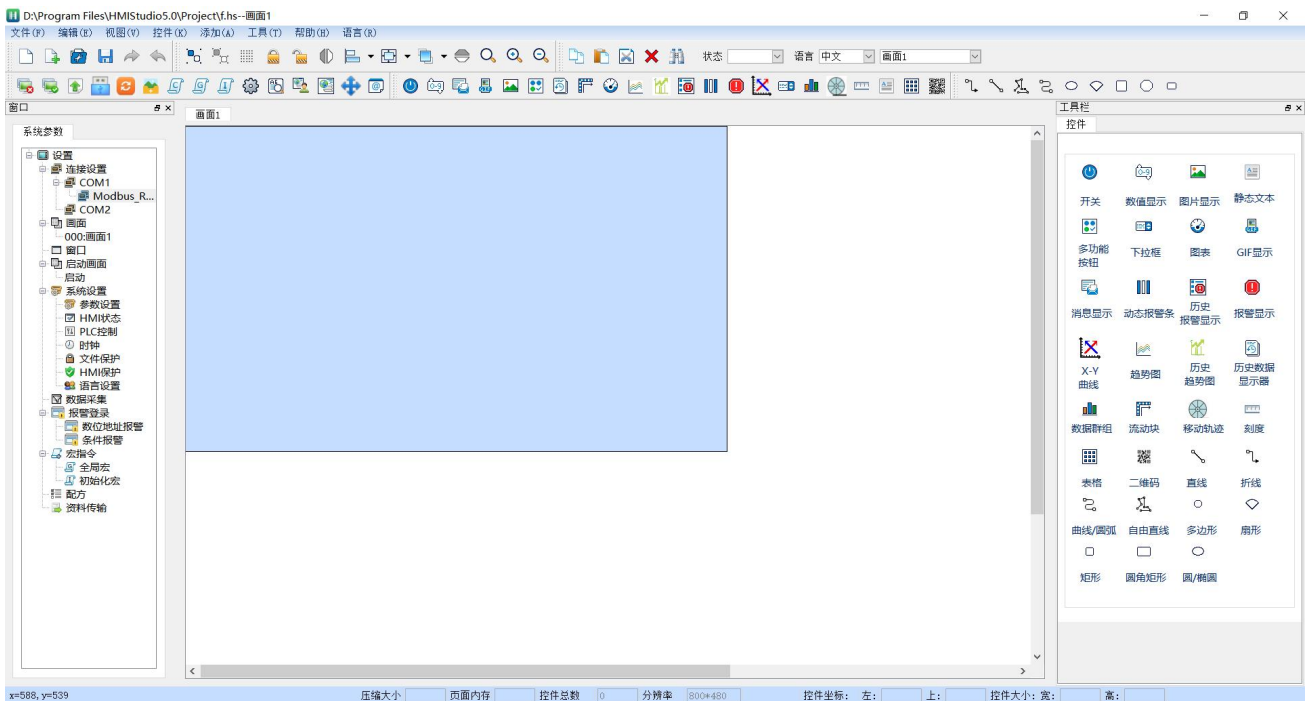 D:\Program Files\HMIStudio5.0\Project\f.hs--画面1
文件(F) 编辑(E) 视图(V) 控件(K) 添加(A) 工具(T) 帮助(H) 语言(R)
状态 语言 中文 画面1
窗口
系统参数
设置
连接设置
COM1
Modbus_R...
COM2
画面
000:画面1
窗口
启动画面
启动
系统设置
参数设置
HMI状态
PLC控制
时钟
文件保护
HMI保护
语言设置
数据采集
报警登录
数位地址报警
条件报警
宏指令
全局宏
初始化宏
配方
资料传输
画面1
工具栏
控件
开关 数值显示 图片显示 静态文本
多功能按钮 下拉框 图表 GIF显示
消息显示 动态报警条 历史报警显示 报警显示
X-Y曲线 趋势图 历史趋势图 历史数据显示器
数据群组 流动块 移动轨迹 刻度
表格 二维码 直线 折线
曲线/圆弧 自由直线 多边形 扇形
矩形 圆角矩形 圆/椭圆
x=588, y=539 压缩大小 页面内存 控件总数 0 分辨率 800*480 控件坐标: 左: 上: 控件大小: 宽: 高: